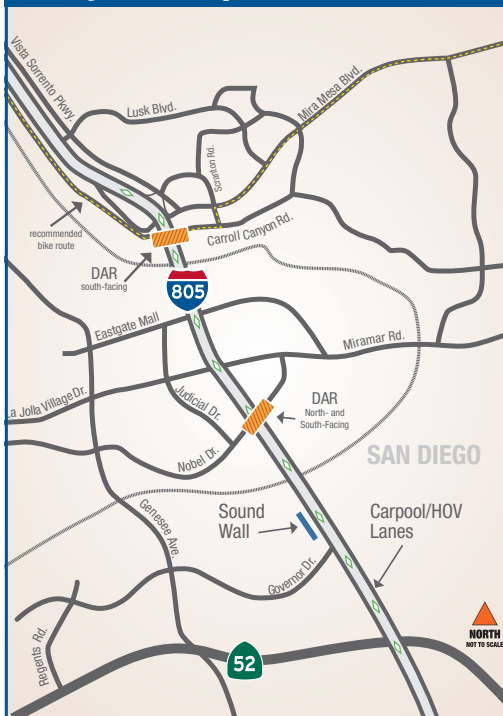 Vista Sorrento Pkwy.
Lusk Blvd.
Mira Mesa Blvd.
Scranton Rd.
recommended
bike route
Carroll Canyon Rd.
DAR
south-facing
805
Eastgate Mall
Miramar Rd.
La Jolla Village Dr.
Judicial Dr.
DAR
North- and
South-Facing
Nobel Dr.
SAN DIEGO
Genesee Ave.
Sound
Wall
Carpool/HOV
Lanes
Governor Dr.
Regents Rd.
52
NORTH
NOT TO SCALE